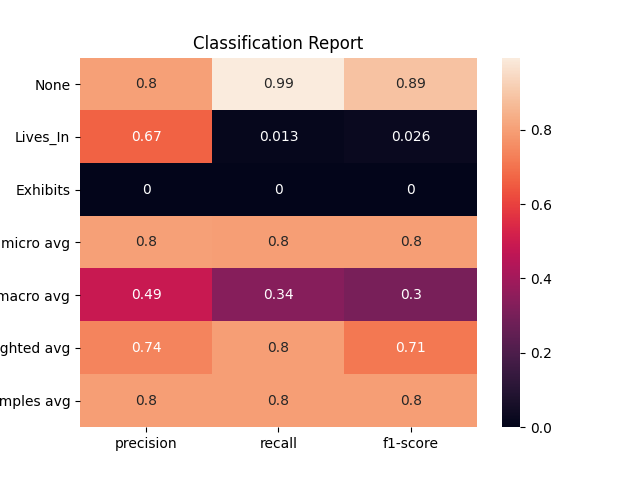 Classification Report
None 0.8 0.99 0.89
Lives_In 0.67 0.013 0.026
Exhibits 0 0 0
micro avg 0.8 0.8 0.8
macro avg 0.49 0.34 0.3
ghted avg 0.74 0.8 0.71
mples avg 0.8 0.8 0.8
precision recall f1-score
0.8
0.6
0.4
0.2
0.0